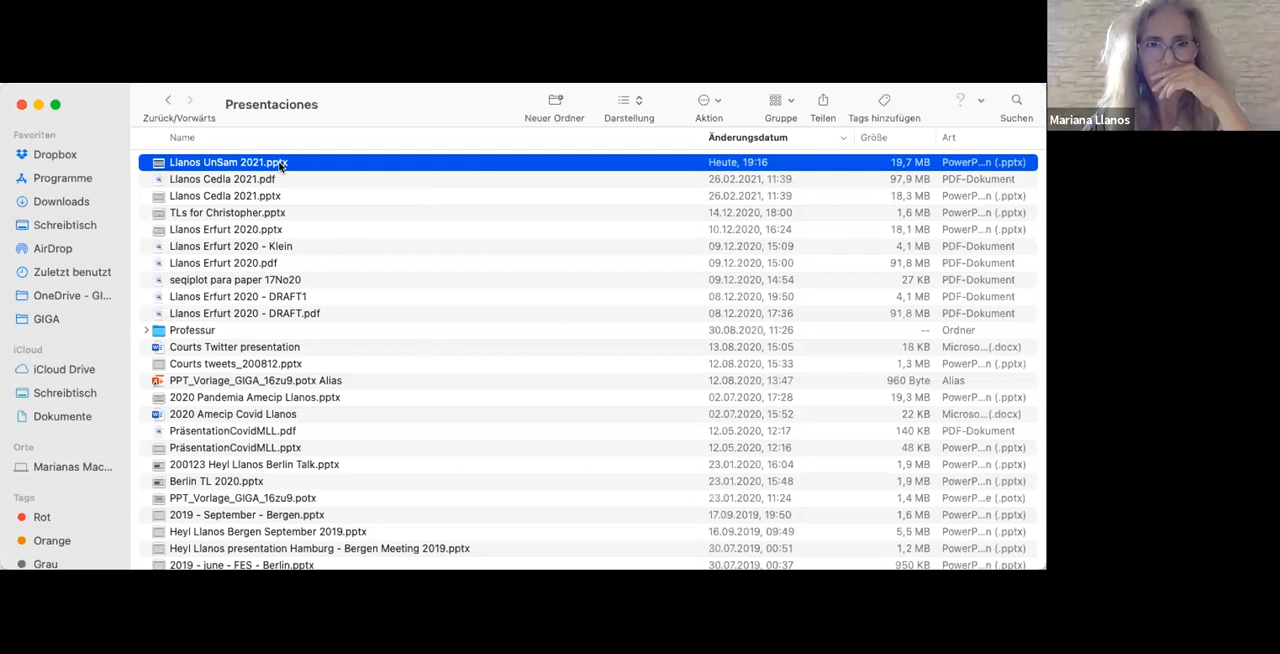 Mariana Llanos
Presentaciones
Zurück/Vorwärts
Neuer Ordner
Darstellung
Aktion
Gruppe
Teilen
Tags hinzufügen
?
Suchen
Favoriten
Dropbox
Programme
Downloads
Schreibtisch
AirDrop
Zuletzt benutzt
OneDrive - GI...
GIGA
iCloud
iCloud Drive
Schreibtisch
Dokumente
Orte
Marianas Mac...
Tags
Rot
Orange
Grau
Name Änderungsdatum Größe Art
Llanos UnSam 2021.pptx Heute, 19:16 19,7 MB PowerP...n (.pptx)
Llanos Cedla 2021.pdf 26.02.2021, 11:39 97,9 MB PDF-Dokument
Llanos Cedla 2021.pptx 26.02.2021, 11:39 18,3 MB PowerP...n (.pptx)
TLs for Christopher.pptx 14.12.2020, 18:00 1,6 MB PowerP...n (.pptx)
Llanos Erfurt 2020.pptx 10.12.2020, 16:24 18,1 MB PowerP...n (.pptx)
Llanos Erfurt 2020 - Klein 09.12.2020, 15:09 4,1 MB PDF-Dokument
Llanos Erfurt 2020.pdf 09.12.2020, 15:00 91,8 MB PDF-Dokument
seqiplot para paper 17No20 09.12.2020, 14:54 27 KB PDF-Dokument
Llanos Erfurt 2020 - DRAFT1 08.12.2020, 19:50 4,1 MB PDF-Dokument
Llanos Erfurt 2020 - DRAFT.pdf 08.12.2020, 17:36 91,8 MB PDF-Dokument
Professur 30.08.2020, 11:26 -- Ordner
Courts Twitter presentation 13.08.2020, 15:05 18 KB Microso...(.docx)
Courts tweets_200812.pptx 12.08.2020, 15:33 1,3 MB PowerP...n (.pptx)
PPT_Vorlage_GIGA_16zu9.potx Alias 12.08.2020, 13:47 960 Byte Alias
2020 Pandemia Amecip Llanos.pptx 02.07.2020, 17:28 19,3 MB PowerP...n (.pptx)
2020 Amecip Covid Llanos 02.07.2020, 15:52 22 KB Microso...(.docx)
PräsentationCovidMLL.pdf 12.05.2020, 12:17 140 KB PDF-Dokument
PräsentationCovidMLL.pptx 12.05.2020, 12:16 48 KB PowerP...n (.pptx)
200123 Heyl Llanos Berlin Talk.pptx 23.01.2020, 16:04 1,9 MB PowerP...n (.pptx)
Berlin TL 2020.pptx 23.01.2020, 15:48 1,9 MB PowerP...n (.pptx)
PPT_Vorlage_GIGA_16zu9.potx 23.01.2020, 11:24 1,4 MB PowerP...e (.potx)
2019 - September - Bergen.pptx 17.09.2019, 19:50 1,6 MB PowerP...n (.pptx)
Heyl Llanos Bergen September 2019.pptx 16.09.2019, 09:49 5,5 MB PowerP...n (.pptx)
Heyl Llanos presentation Hamburg - Bergen Meeting 2019.pptx 30.07.2019, 00:51 1,2 MB PowerP...n (.pptx)
2019 - june - FES - Berlin.pptx 30.07.2019, 00:37 950 KB PowerP...n (.pptx)